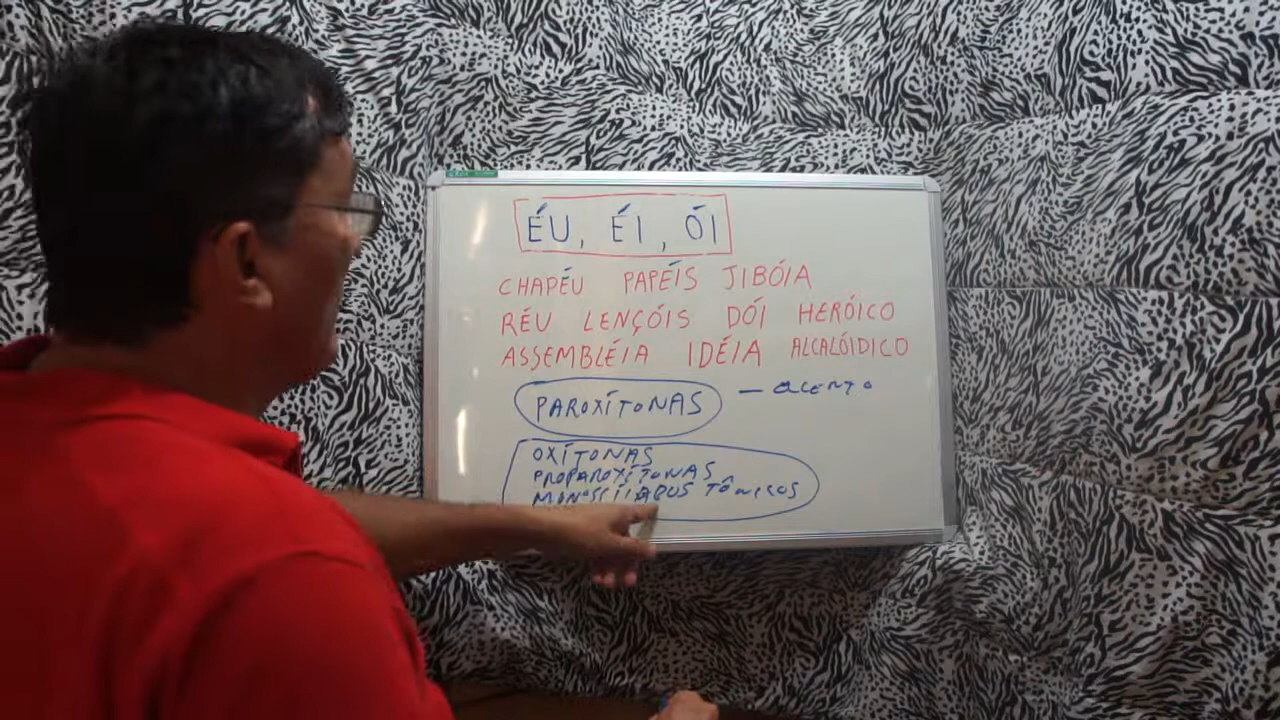 ÉU, ÉI, ÓI
CHAPÉU PAPÉIS JIBÓIA
RÉU LENÇÓIS DÓI HERÓICO
ASSEMBLÉIA IDÉIA ALCALÓIDICO
PAROXÍTONAS — acento
OXÍTONAS
PROPAROXÍTONAS
MONOSSÍLABOS TÔNICOS